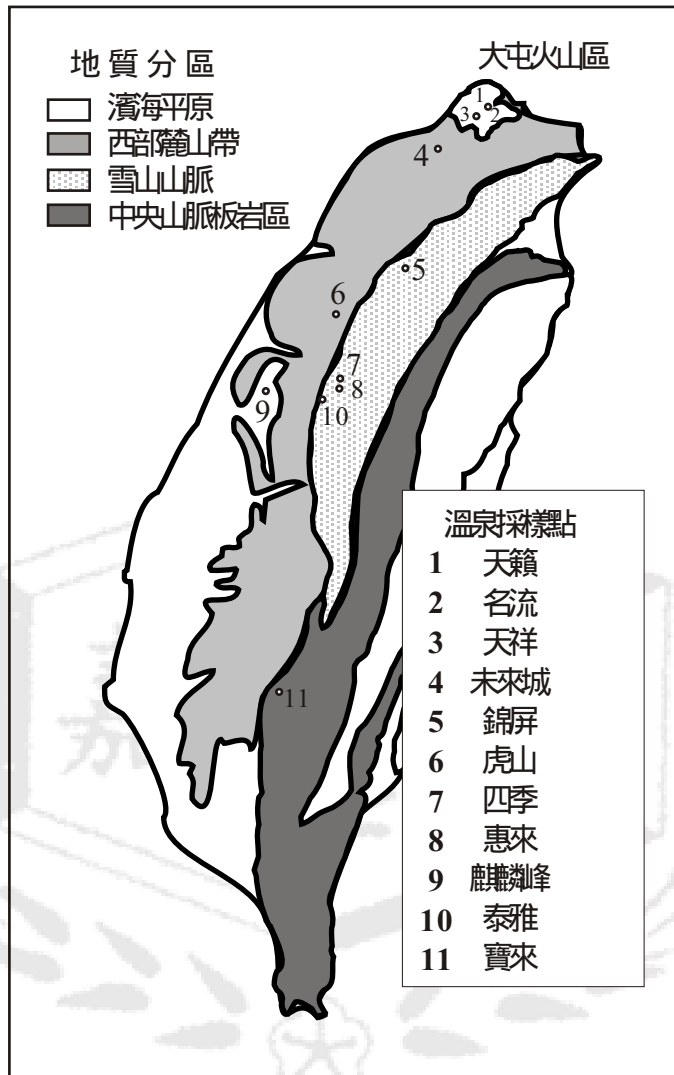 大屯火山區
地質分區
濱海平原
西部麓山帶
雪山山脈
中央山脈板岩區
1
2
3
4
5
6
7
8
9
10
11
溫泉採樣點
1 天籟
2 名流
3 天祥
4 未來城
5 錦屏
6 虎山
7 四季
8 惠來
9 麒麟峰
10 泰雅
11 寶來
嘉